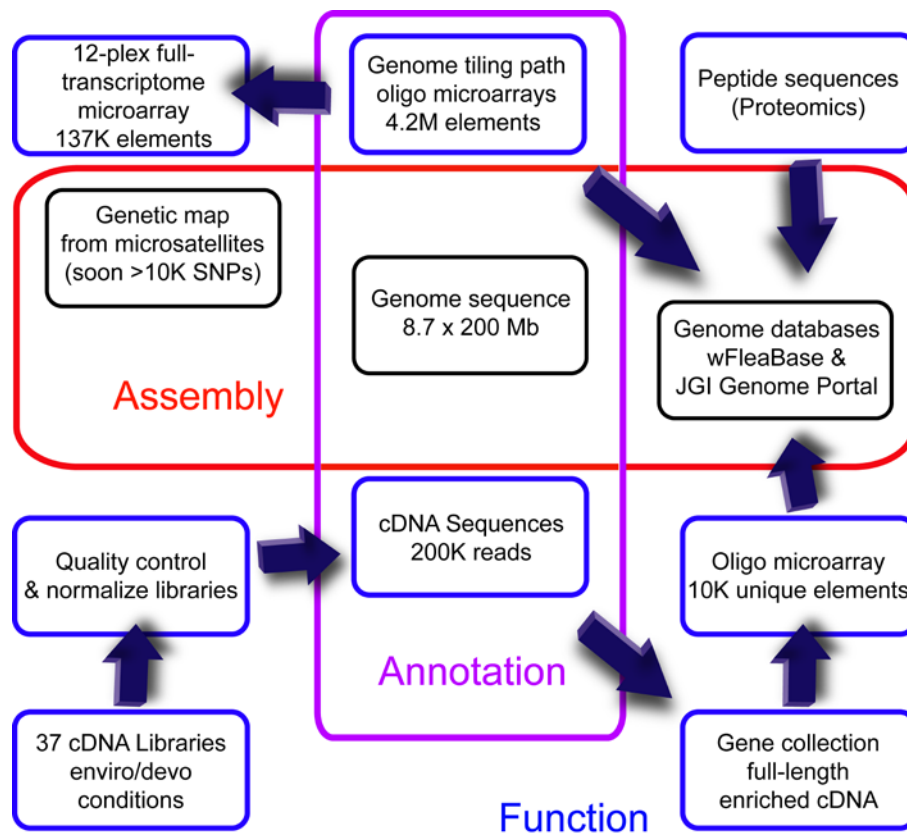 12-plex full-
transcriptome
microarray
137K elements
Genome tiling path
oligo microarrays
4.2M elements
Peptide sequences
(Proteomics)
Genetic map
from microsatellites
(soon >10K SNPs)
Genome sequence
8.7 x 200 Mb
Genome databases
wFleaBase &
JGI Genome Portal
Assembly
Quality control
& normalize libraries
cDNA Sequences
200K reads
Oligo microarray
10K unique elements
Annotation
37 cDNA Libraries
enviro/devo
conditions
Gene collection
full-length
enriched cDNA
Function